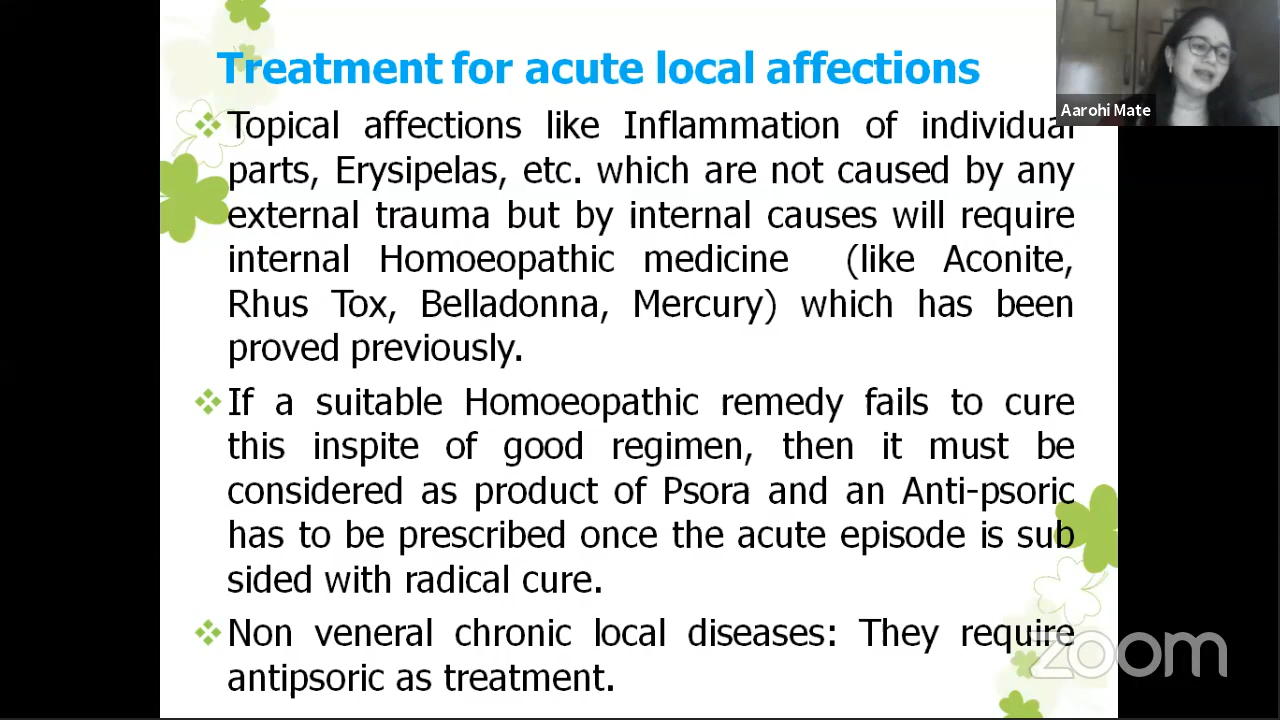 Treatment for acute local affections
Aarohi Mate
Topical affections like Inflammation of individual
parts, Erysipelas, etc. which are not caused by any
external trauma but by internal causes will require
internal Homoeopathic medicine (like Aconite,
Rhus Tox, Belladonna, Mercury) which has been
proved previously.
If a suitable Homoeopathic remedy fails to cure
this inspite of good regimen, then it must be
considered as product of Psora and an Anti-psoric
has to be prescribed once the acute episode is sub
sided with radical cure.
Non veneral chronic local diseases: They require
antipsoric as treatment.
zoom